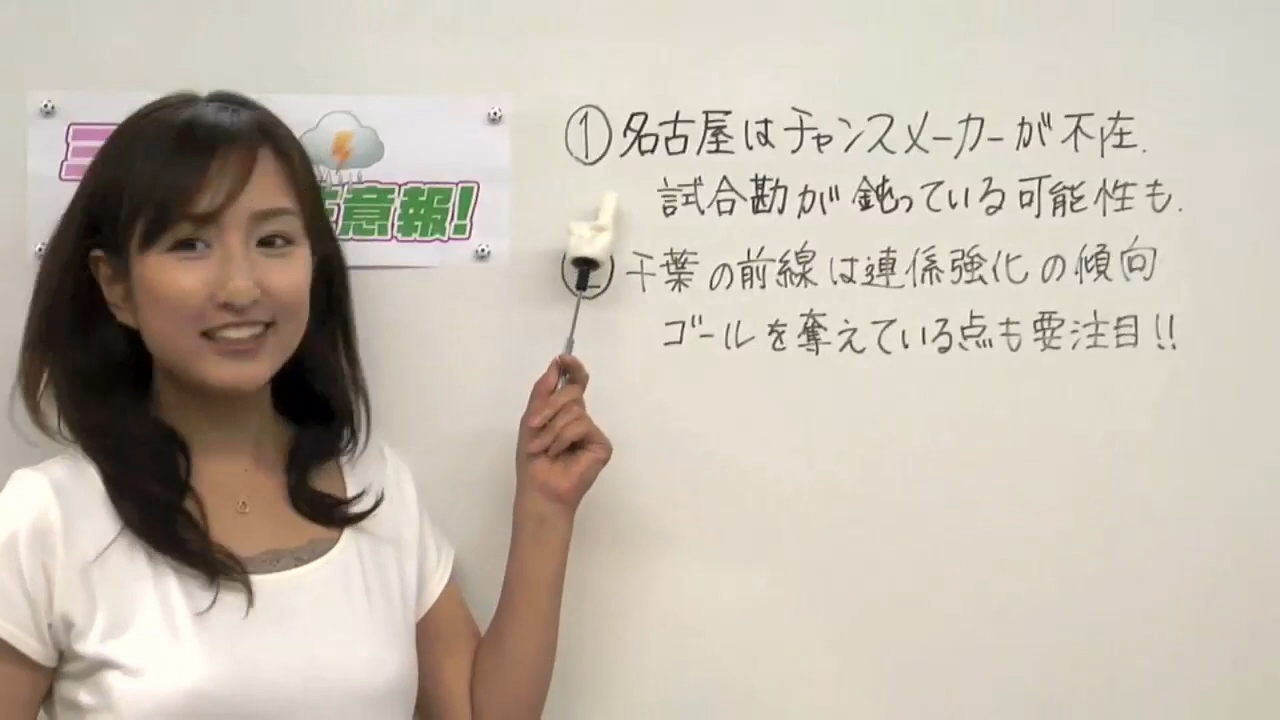 注意報!
①名古屋はチャンスメーカーが不在.
試合勘が鈍っている可能性も.
②千葉の前線は連係強化の傾向
ゴールを奪えている点も要注目!!